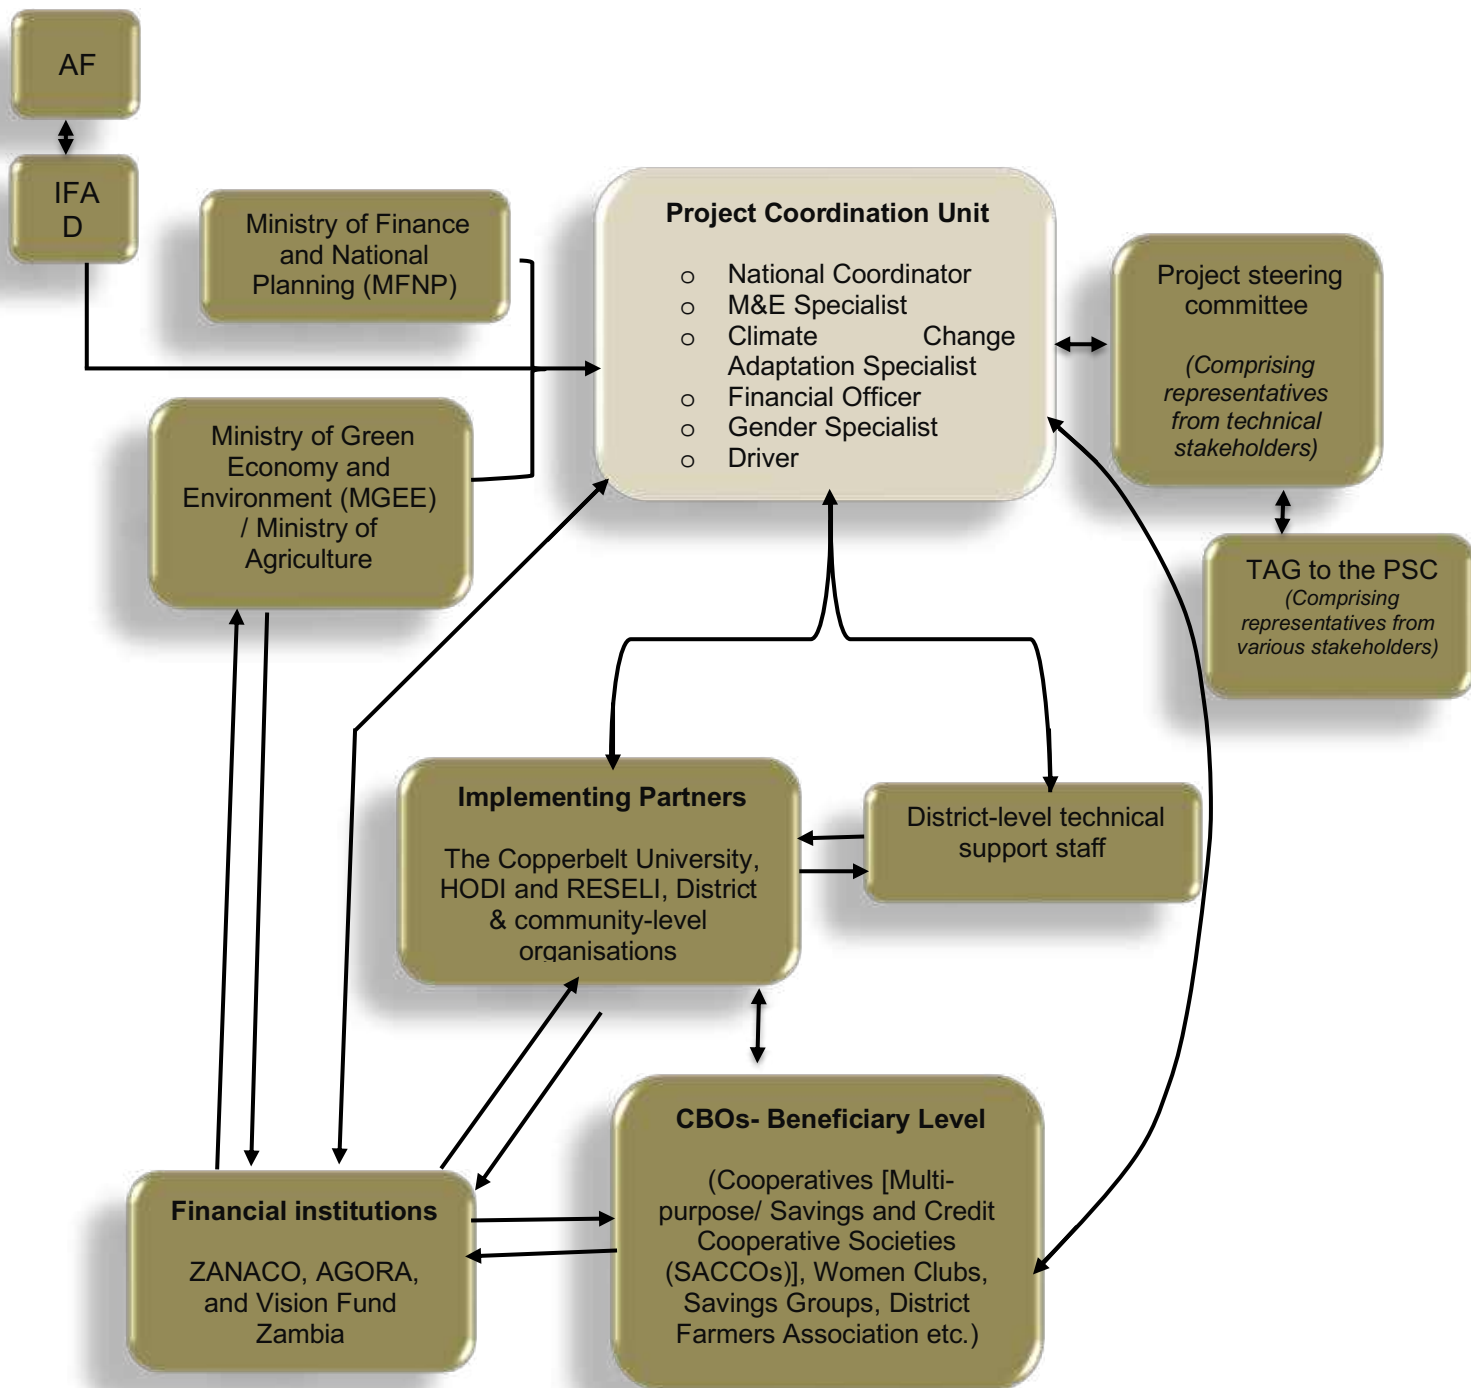 AF
IFA
D
Ministry of Finance
and National
Planning (MFNP)
Project Coordination Unit
o National Coordinator
o M&E Specialist
o Climate Change
Adaptation Specialist
o Financial Officer
o Gender Specialist
o Driver
Project steering
committee
(Comprising
representatives
from technical
stakeholders)
Ministry of Green
Economy and
Environment (MGEE)
/ Ministry of
Agriculture
TAG to the PSC
(Comprising
representatives from
various stakeholders)
Implementing Partners
The Copperbelt University,
HODI and RESELI, District
& community-level
organisations
District-level technical
support staff
CBOs- Beneficiary Level
(Cooperatives [Multi-
purpose/ Savings and Credit
Cooperative Societies
(SACCOs)], Women Clubs,
Savings Groups, District
Farmers Association etc.)
Financial institutions
ZANACO, AGORA,
and Vision Fund
Zambia